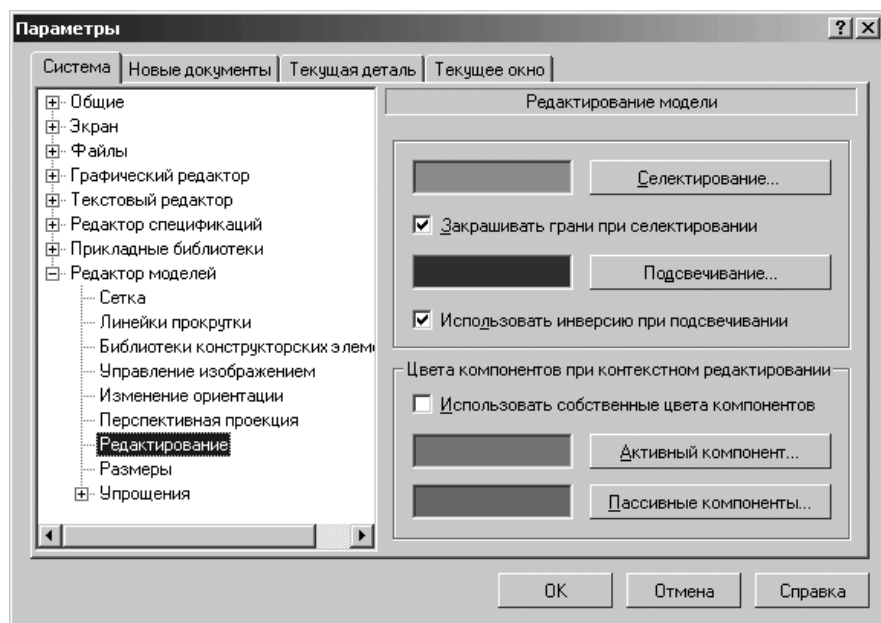 Параметры
Система
Новые документы
Текущая деталь
Текущее окно
Общие
Экран
Файлы
Графический редактор
Текстовый редактор
Редактор спецификаций
Прикладные библиотеки
Редактор моделей
Сетка
Линейки прокрутки
Библиотеки конструкторских элем
Управление изображением
Изменение ориентации
Перспективная проекция
Редактирование
Размеры
Упрощения
Редактирование модели
Селектирование...
Закрашивать грани при селектировании
Подсвечивание...
Использовать инверсию при подсвечивании
Цвета компонентов при контекстном редактировании
Использовать собственные цвета компонентов
Активный компонент...
Пассивные компоненты...
OK
Отмена
Справка